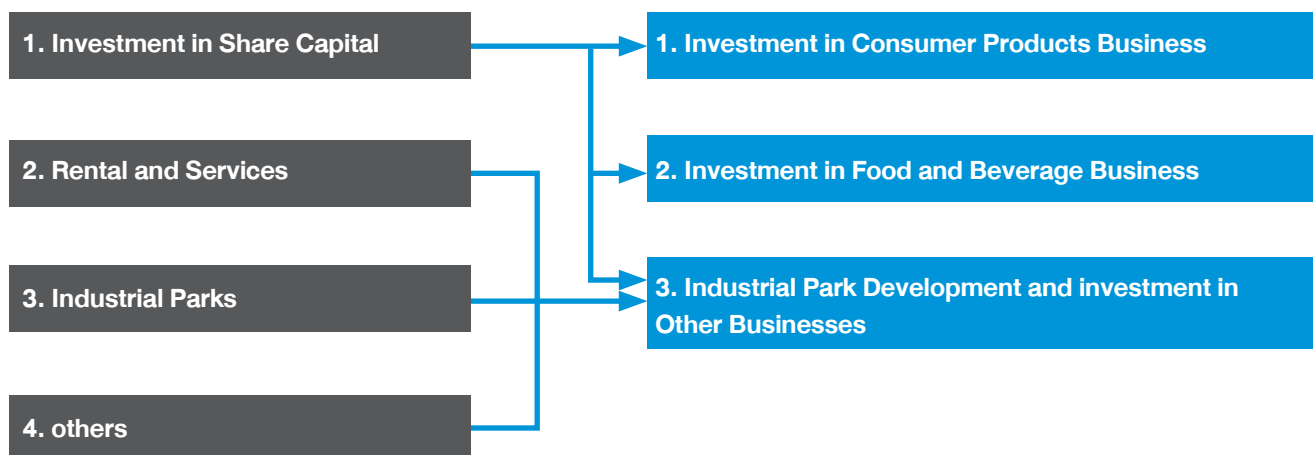 1. Investment in Share Capital
2. Rental and Services
3. Industrial Parks
4. others
1. Investment in Consumer Products Business
2. Investment in Food and Beverage Business
3. Industrial Park Development and investment in
Other Businesses